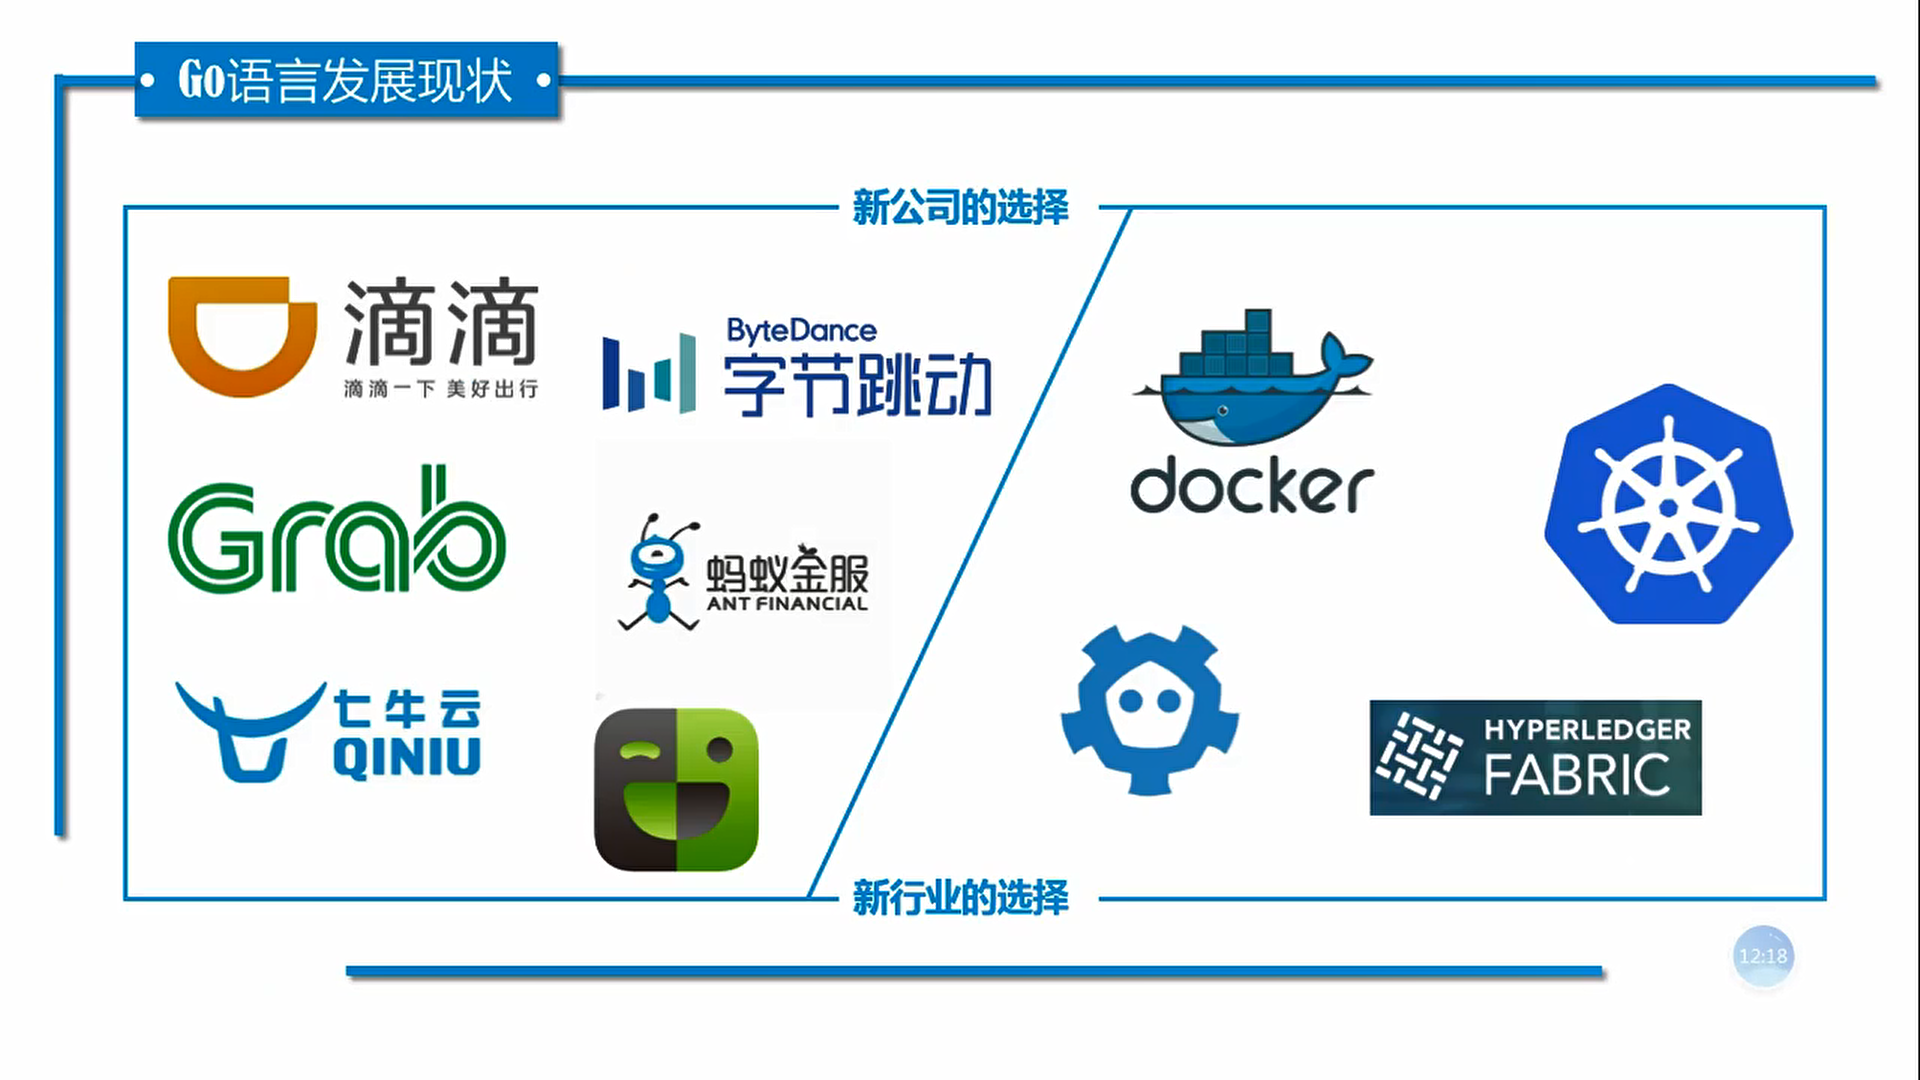 Go语言发展现状
新公司的选择
滴滴
滴滴一下 美好出行
ByteDance
字节跳动
docker
Grab
蚂蚁金服
ANT FINANCIAL
七牛云
QINIU
HYPERLEDGER
FABRIC
新行业的选择
12:18